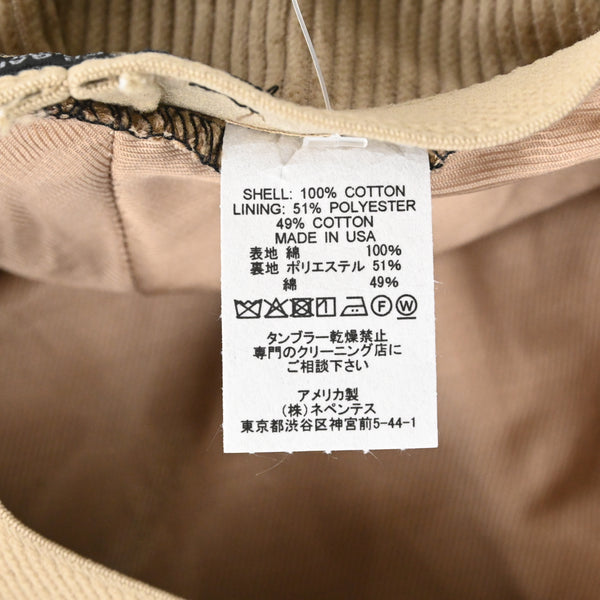 SHELL: 100% COTTON
LINING: 51% POLYESTER
49% COTTON
MADE IN USA
表地 綿 100%
裏地 ポリエステル 51%
綿 49%
F W
タンブラー乾燥禁止
専門のクリーニング店に
ご相談下さい
アメリカ製
(株)ネペンテス
東京都渋谷区神宮前5-44-1